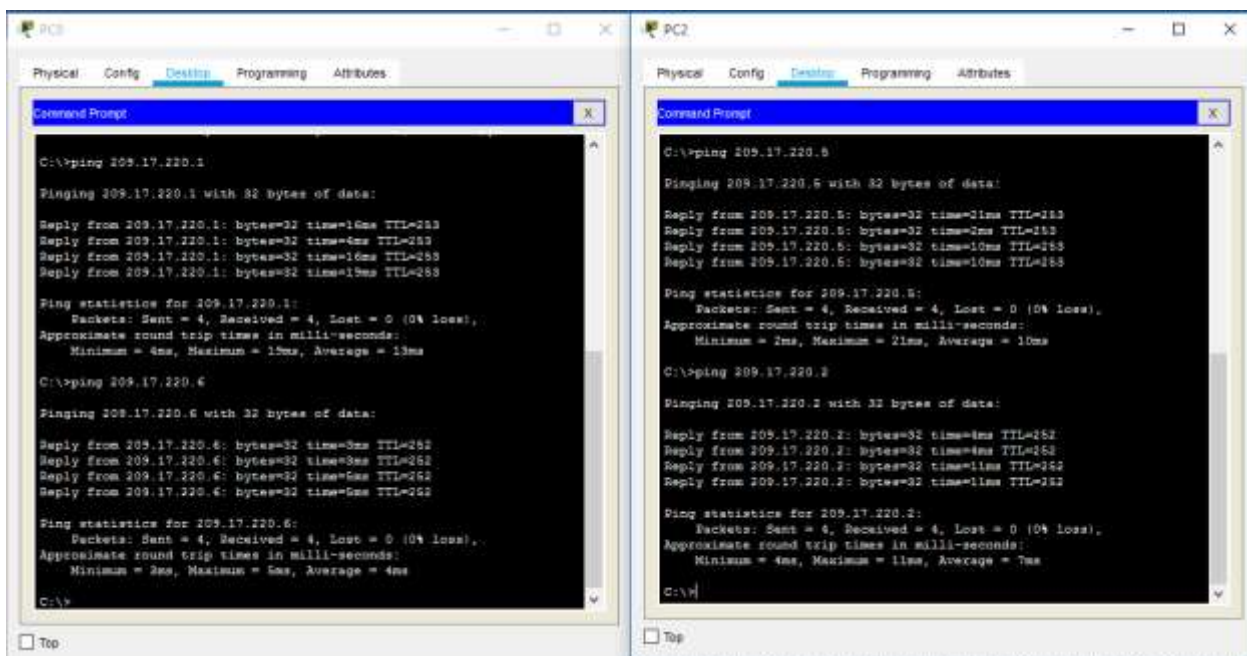 Physical Config Desktop Programming Attributes
Command Prompt X
C:\>ping 209.17.220.1
Pinging 209.17.220.1 with 32 bytes of data:
Reply from 209.17.220.1: bytes=32 time=16ms TTL=253
Reply from 209.17.220.1: bytes=32 time=4ms TTL=253
Reply from 209.17.220.1: bytes=32 time=16ms TTL=253
Reply from 209.17.220.1: bytes=32 time=19ms TTL=253
Ping statistics for 209.17.220.1:
Packets: Sent = 4, Received = 4, Lost = 0 (0% loss),
Approximate round trip times in milli-seconds:
Minimum = 4ms, Maximum = 19ms, Average = 13ms
C:\>ping 209.17.220.6
Pinging 209.17.220.6 with 32 bytes of data:
Reply from 209.17.220.6: bytes=32 time=3ms TTL=252
Reply from 209.17.220.6: bytes=32 time=3ms TTL=252
Reply from 209.17.220.6: bytes=32 time=5ms TTL=252
Reply from 209.17.220.6: bytes=32 time=5ms TTL=252
Ping statistics for 209.17.220.6:
Packets: Sent = 4, Received = 4, Lost = 0 (0% loss),
Approximate round trip times in milli-seconds:
Minimum = 3ms, Maximum = 5ms, Average = 4ms
C:\>
Top
PC2
Physical Config Desktop Programming Attributes
Command Prompt X
C:\>ping 209.17.220.5
Pinging 209.17.220.5 with 32 bytes of data:
Reply from 209.17.220.5: bytes=32 time=21ms TTL=253
Reply from 209.17.220.5: bytes=32 time=2ms TTL=253
Reply from 209.17.220.5: bytes=32 time=10ms TTL=253
Reply from 209.17.220.5: bytes=32 time=10ms TTL=253
Ping statistics for 209.17.220.5:
Packets: Sent = 4, Received = 4, Lost = 0 (0% loss),
Approximate round trip times in milli-seconds:
Minimum = 2ms, Maximum = 21ms, Average = 10ms
C:\>ping 209.17.220.2
Pinging 209.17.220.2 with 32 bytes of data:
Reply from 209.17.220.2: bytes=32 time=4ms TTL=252
Reply from 209.17.220.2: bytes=32 time=4ms TTL=252
Reply from 209.17.220.2: bytes=32 time=11ms TTL=252
Reply from 209.17.220.2: bytes=32 time=11ms TTL=252
Ping statistics for 209.17.220.2:
Packets: Sent = 4, Received = 4, Lost = 0 (0% loss),
Approximate round trip times in milli-seconds:
Minimum = 4ms, Maximum = 11ms, Average = 7ms
C:\>
Top